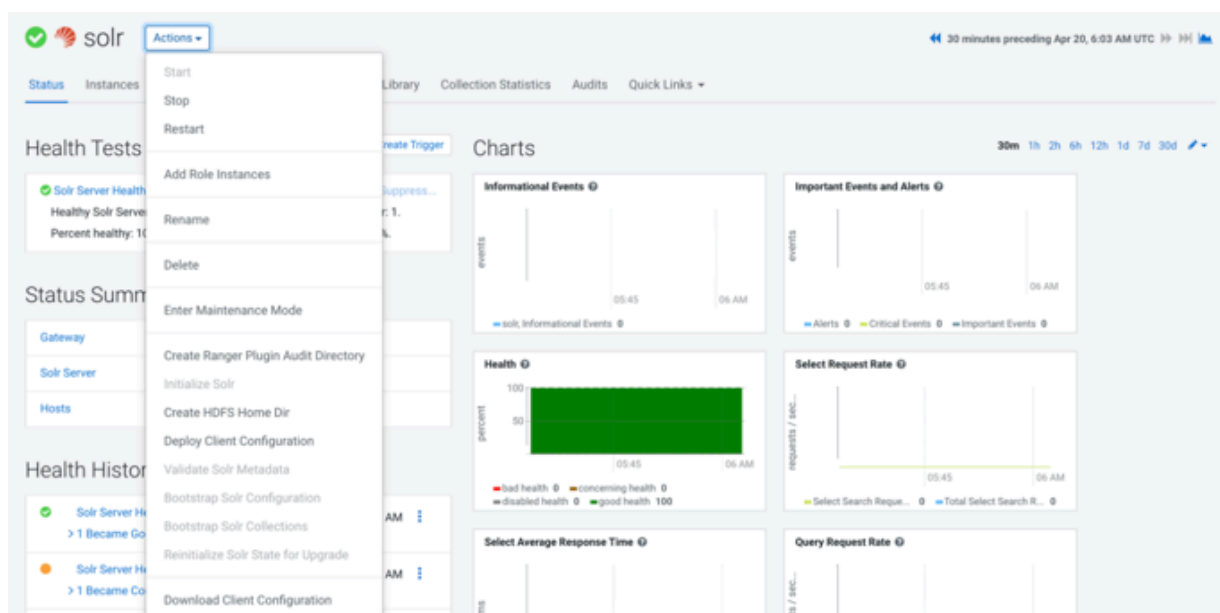 solr Actions
30 minutes preceding Apr 20, 6:03 AM UTC
Status Instances Library Collection Statistics Audits Quick Links
Start
Stop
Restart
Add Role Instances
Rename
Delete
Enter Maintenance Mode
Create Ranger Plugin Audit Directory
Initialize Solr
Create HDFS Home Dir
Deploy Client Configuration
Validate Solr Metadata
Bootstrap Solr Configuration
Bootstrap Solr Collections
Reinitialize Solr State for Upgrade
Download Client Configuration
Health Tests reate Trigger
Solr Server Health Suppress...
Healthy Solr Serve r: 1.
Percent healthy: 10 %.
Status Summ
Gateway
Solr Server
Hosts
Health Histor
Solr Server He AM
> 1 Became Go
Solr Server He AM
> 1 Became Co
Charts
30m 1h 2h 6h 12h 1d 7d 30d
Informational Events
events
05:45 06 AM
solr, Informational Events 0
Important Events and Alerts
events
05:45 06 AM
Alerts 0 Critical Events 0 Important Events 0
Health
percent
100
50
05:45 06 AM
bad health 0 concerning health 0
disabled health 0 good health 100
Select Request Rate
requests / sec...
05:45 06 AM
Select Search Reque... 0 Total Select Search R... 0
Select Average Response Time
ms
Query Request Rate
s / sec...